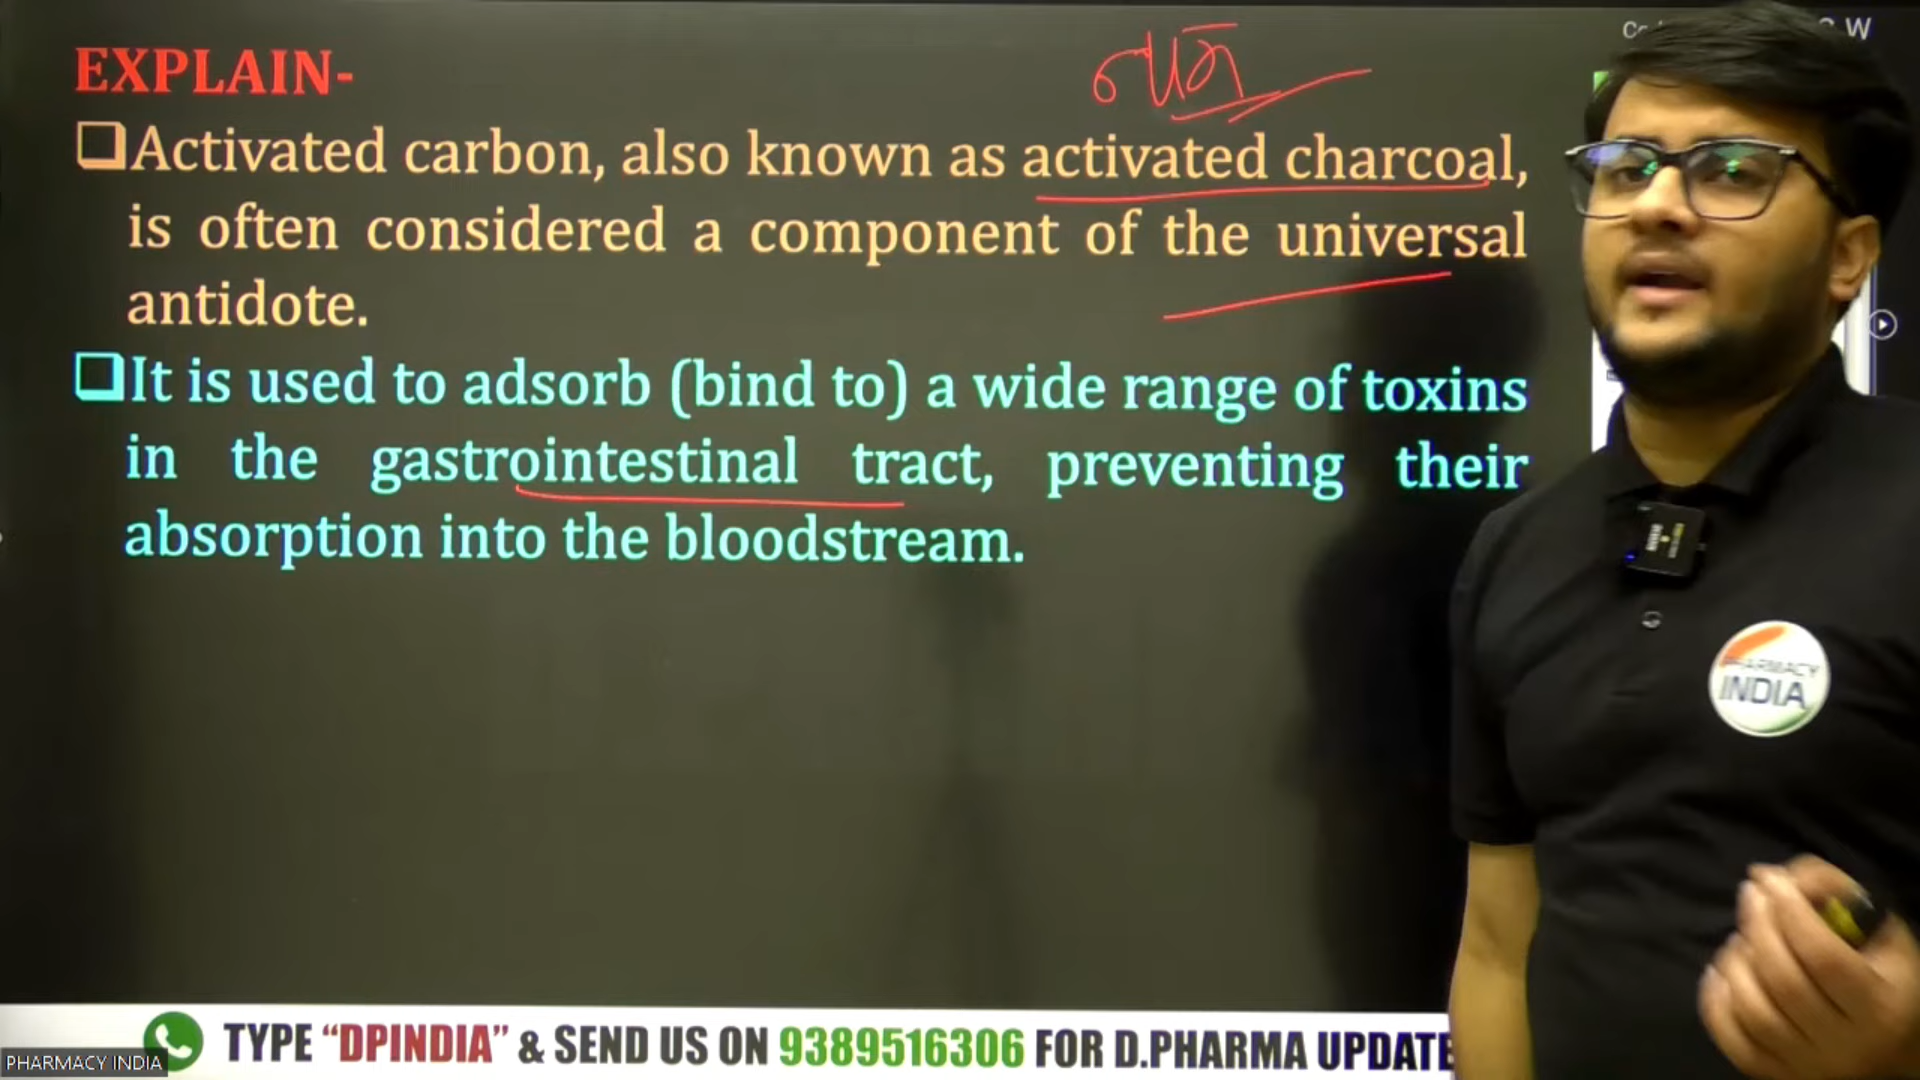 EXPLAIN-
Activated carbon, also known as activated charcoal,
is often considered a component of the universal
antidote.
It is used to adsorb (bind to) a wide range of toxins
in the gastrointestinal tract, preventing their
absorption into the bloodstream.
PHARMACY
INDIA
TYPE “DPINDIA” & SEND US ON 9389516306 FOR D.PHARMA UPDATE
PHARMACY INDIA